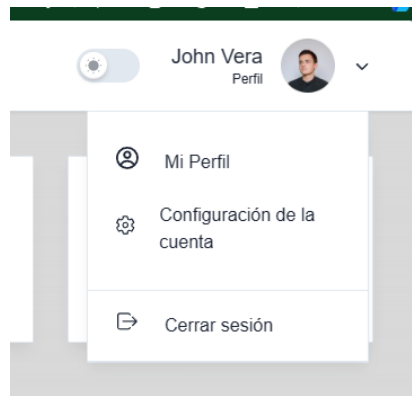 John Vera
Perfil
Mi Perfil
Configuración de la
cuenta
Cerrar sesión